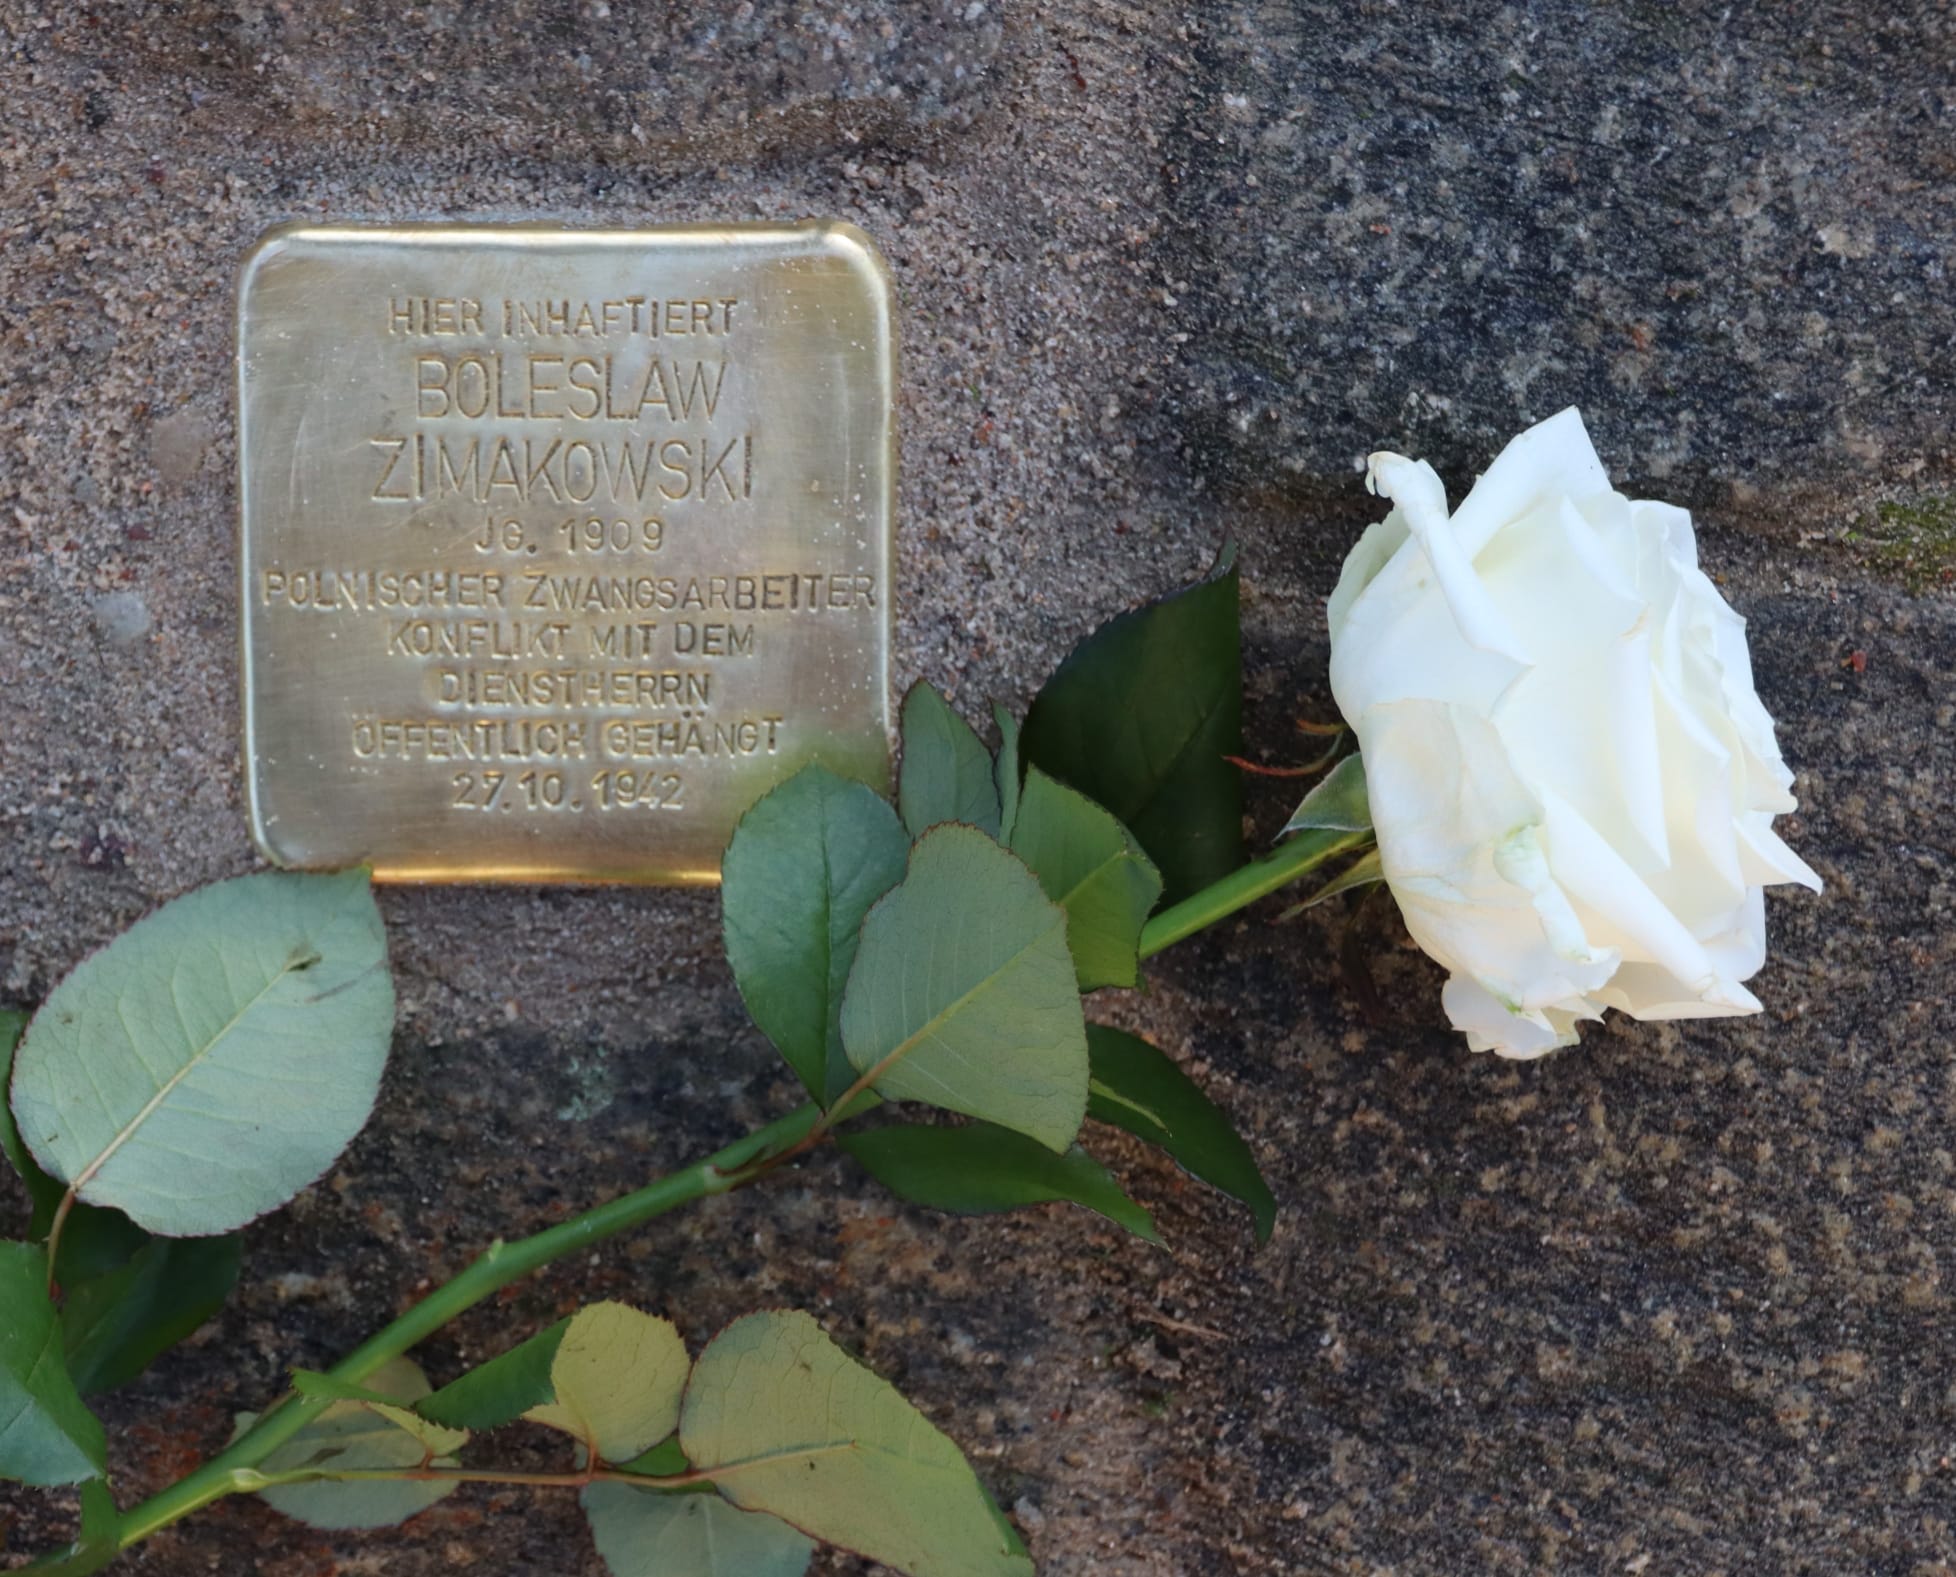 HIER INHAFTIERT
BOLESLAW
ZIMAKOWSKI
JG. 1909
POLNISCHER ZWANGSARBEITER
KONFLIKT MIT DEM
DIENSTHERRN
ÖFFENTLICH GEHÄNGT
27.10.1942